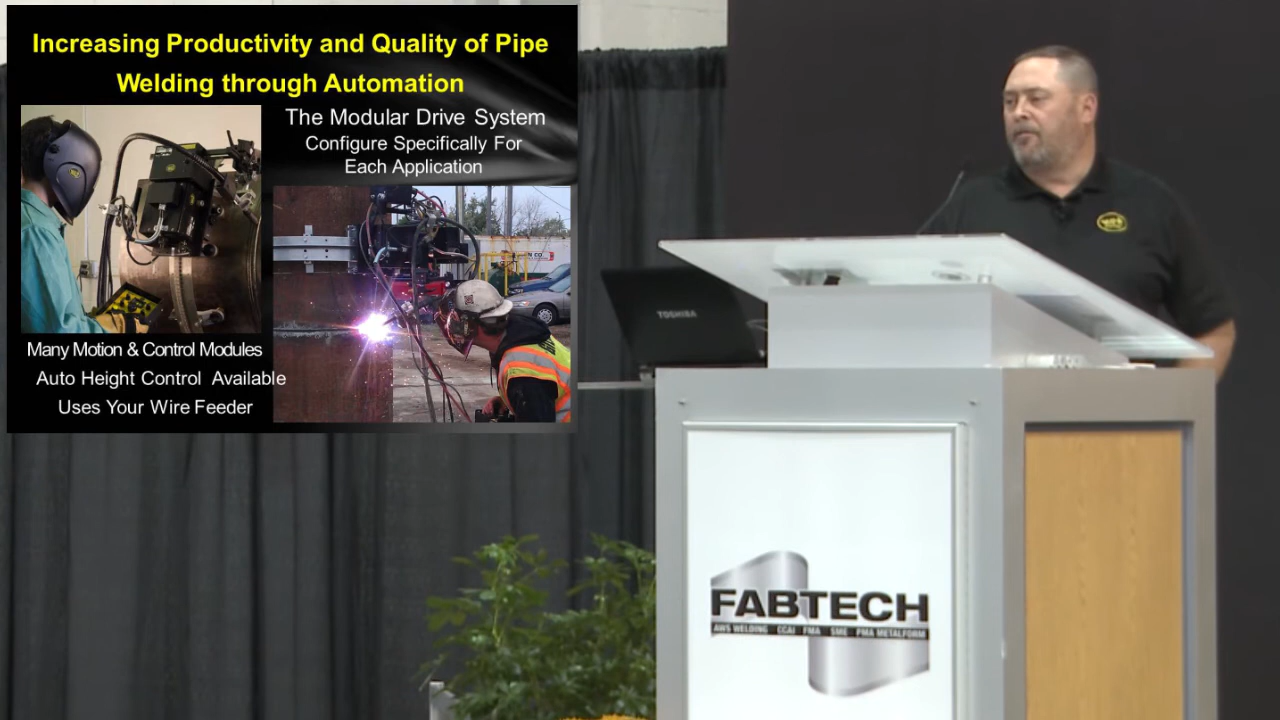 Increasing Productivity and Quality of Pipe
Welding through Automation
The Modular Drive System
Configure Specifically For
Each Application
Many Motion & Control Modules
Auto Height Control Available
Uses Your Wire Feeder
TOSHIBA
FABTECH
AWS WELDING CCAI FMA SME PMA METALFORM